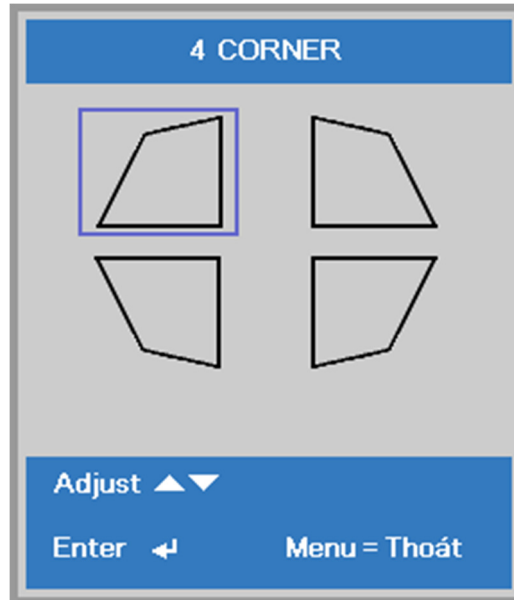 4 CORNER
Adjust ▲▼
Enter ↵
Menu = Thoát